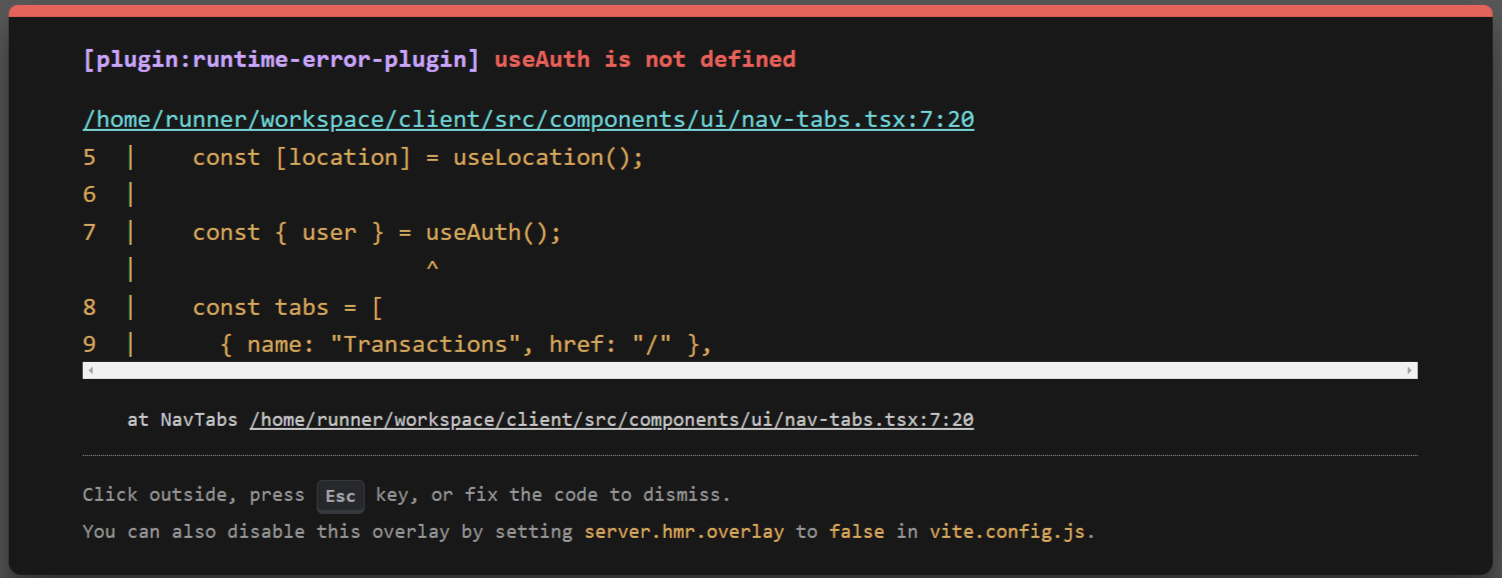 [plugin:runtime-error-plugin] useAuth is not defined
/home/runner/workspace/client/src/components/ui/nav-tabs.tsx:7:20
5  |    const [location] = useLocation();
6  |
7  |    const { user } = useAuth();
   |                     ^
8  |    const tabs = [
9  |      { name: "Transactions", href: "/" },
at NavTabs /home/runner/workspace/client/src/components/ui/nav-tabs.tsx:7:20
Click outside, press Esc key, or fix the code to dismiss.
You can also disable this overlay by setting server.hmr.overlay to false in vite.config.js.